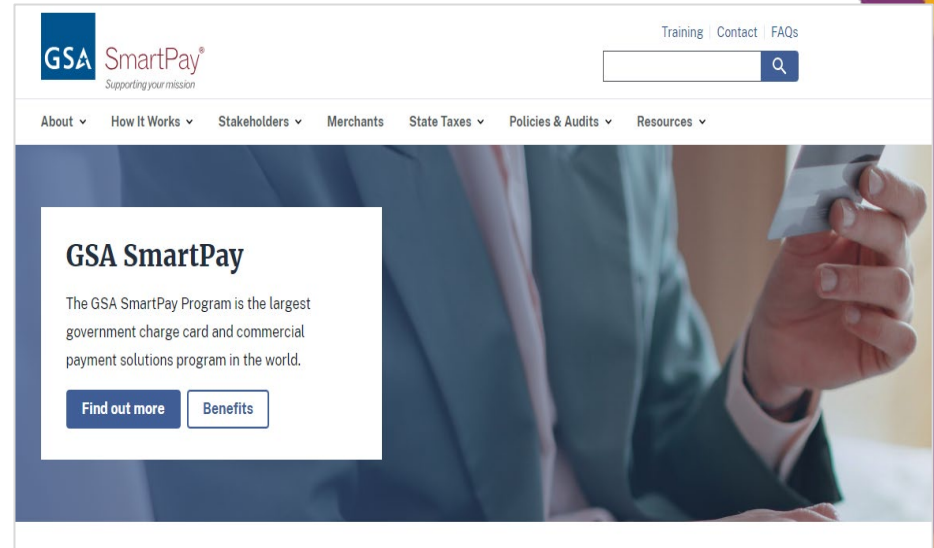 Training | Contact | FAQs
GSA SmartPay®
Supporting your mission
About How It Works Stakeholders Merchants State Taxes Policies & Audits Resources
GSA SmartPay
The GSA SmartPay Program is the largest
government charge card and commercial
payment solutions program in the world.
Find out more Benefits